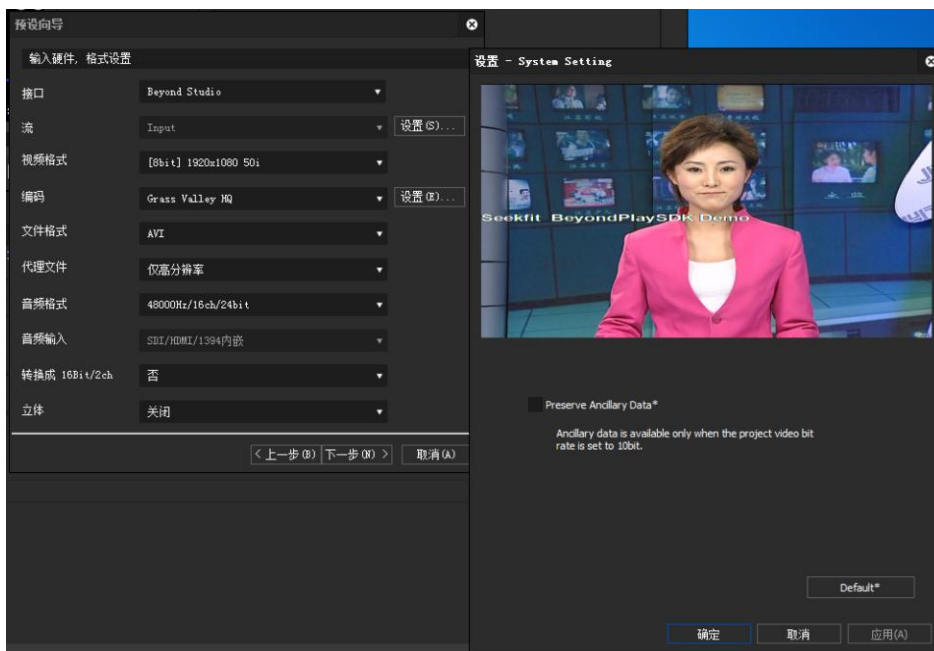 预设向导
输入硬件, 格式设置
接口
Beyond Studio
流
Input
设置(S)...
视频格式
[8bit] 1920x1080 50i
编码
Grass Valley HQ
设置(E)...
文件格式
AVI
代理文件
仅高分辨率
音频格式
48000Hz/16ch/24bit
音频输入
SDI/HDMI/1394内嵌
转换成 16Bit/2ch
否
立体
关闭
< 上一步(B)
下一步(N) >
取消(A)
设置 - System Setting
Seekfit BeyondPlaySDK Demo
Preserve Ancillary Data*
Ancillary data is available only when the project video bit
rate is set to 10bit.
Default*
确定
取消
应用(A)